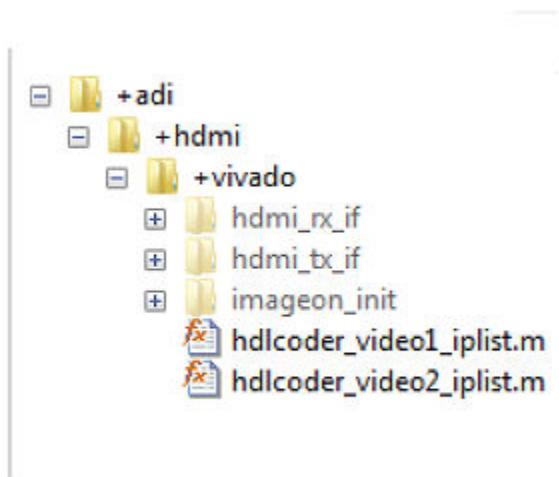 +adi
+hdmi
+vivado
hdmi_rx_if
hdmi_tx_if
imageon_init
hdlcoder_video1_iplist.m
hdlcoder_video2_iplist.m